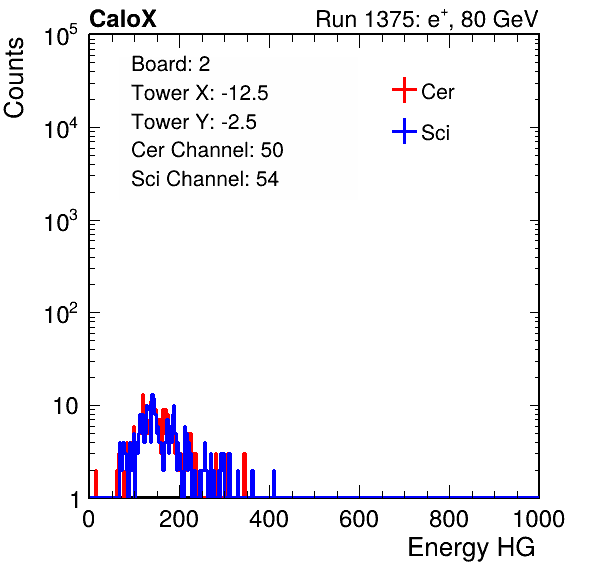 CaloX Run 1375: e⁺, 80 GeV
Counts
10⁵
10⁴
10³
10²
10
1
Board: 2
Tower X: -12.5
Tower Y: -2.5
Cer Channel: 50
Sci Channel: 54
Cer
Sci
0 200 400 600 800 1000
Energy HG